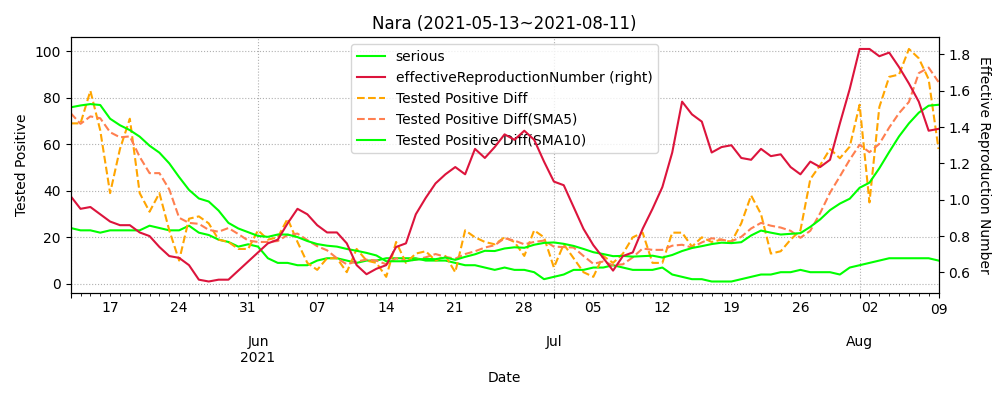 Nara (2021-05-13~2021-08-11)
serious
effectiveReproductionNumber (right)
Tested Positive Diff
Tested Positive Diff(SMA5)
Tested Positive Diff(SMA10)
Tested Positive
100
80
60
40
20
0
1.8
1.6
1.4
1.2
1.0
0.8
0.6
Effective Reproduction Number
17 24 31 07 14 21 28 05 12 19 26 02 09
Jun Jul Aug
2021
Date